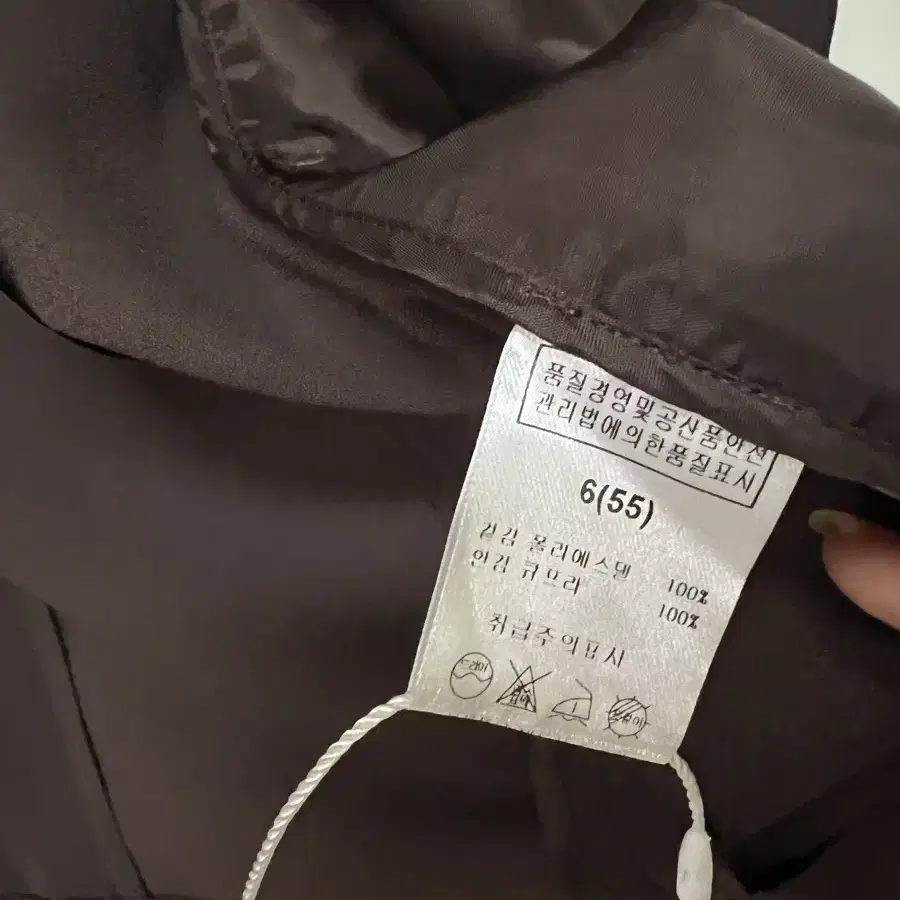 품질경영및공산품안전
관리법에의한품질표시
6(55)
겉감 폴리에스텔 100%
안감 큐프라 100%
취급주의표시
드라이